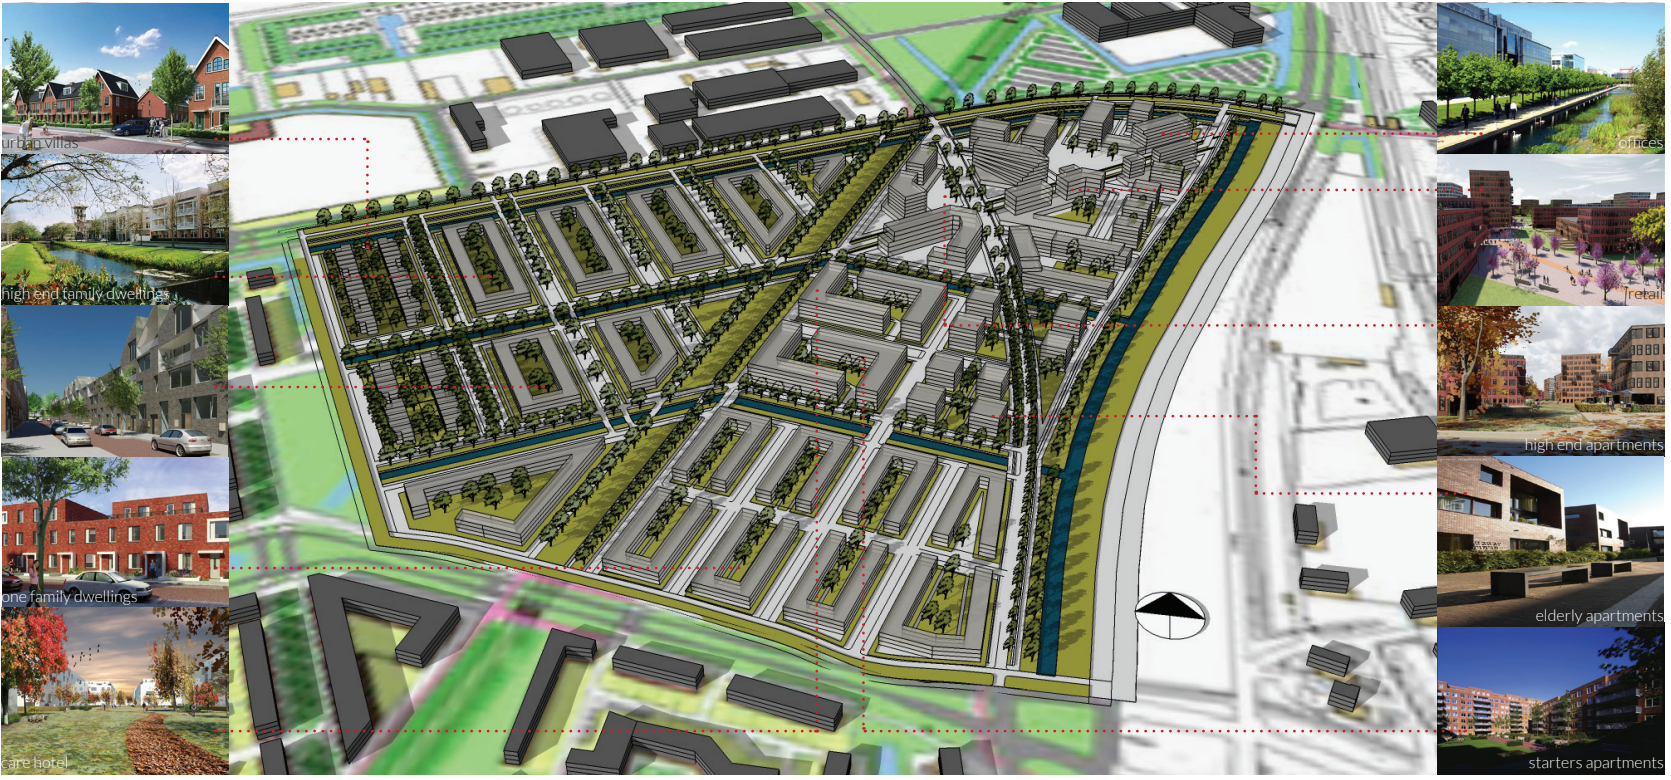 urban villas
high end family dwellings
one family dwellings
care hotel
offices
retail
high end apartments
elderly apartments
starters apartments